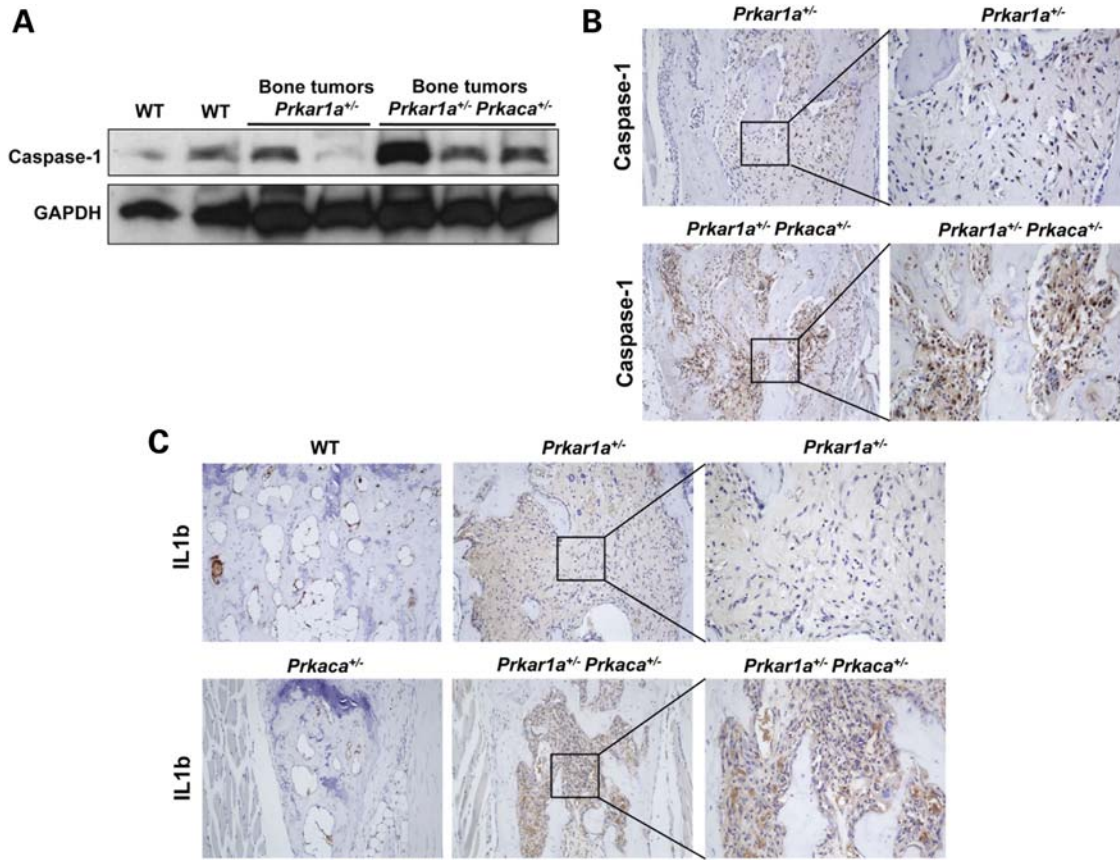 A
WT
WT
Bone tumors
Prkar1a+/-
Bone tumors
Prkar1a+/- Prkaca+/-
Caspase-1
GAPDH
B
Prkar1a+/-
Prkar1a+/-
Caspase-1
Prkar1a+/- Prkaca+/-
Prkar1a+/- Prkaca+/-
Caspase-1
C
WT
Prkar1a+/-
Prkar1a+/-
IL1b
Prkaca+/-
Prkar1a+/- Prkaca+/-
Prkar1a+/- Prkaca+/-
IL1b